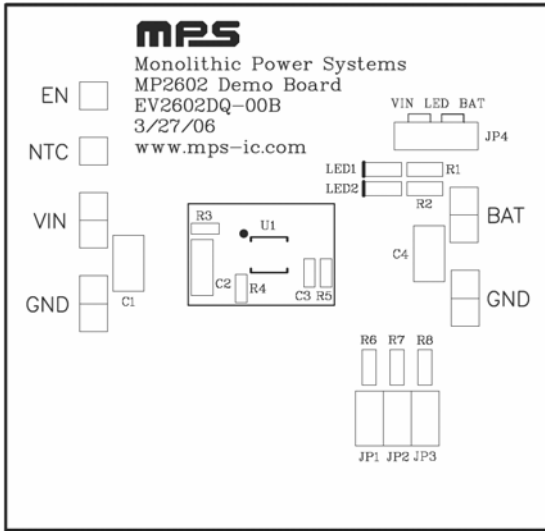 mps
Monolithic Power Systems
MP2602 Demo Board
EV2602DQ-00B
3/27/06
www.mps-ic.com
EN
NTC
VIN
GND
C1
VIN LED BAT
JP4
LED1
R1
LED2
R2
BAT
C4
GND
R3
U1
C2
R4
C3
R5
R6 R7 R8
JP1 JP2 JP3